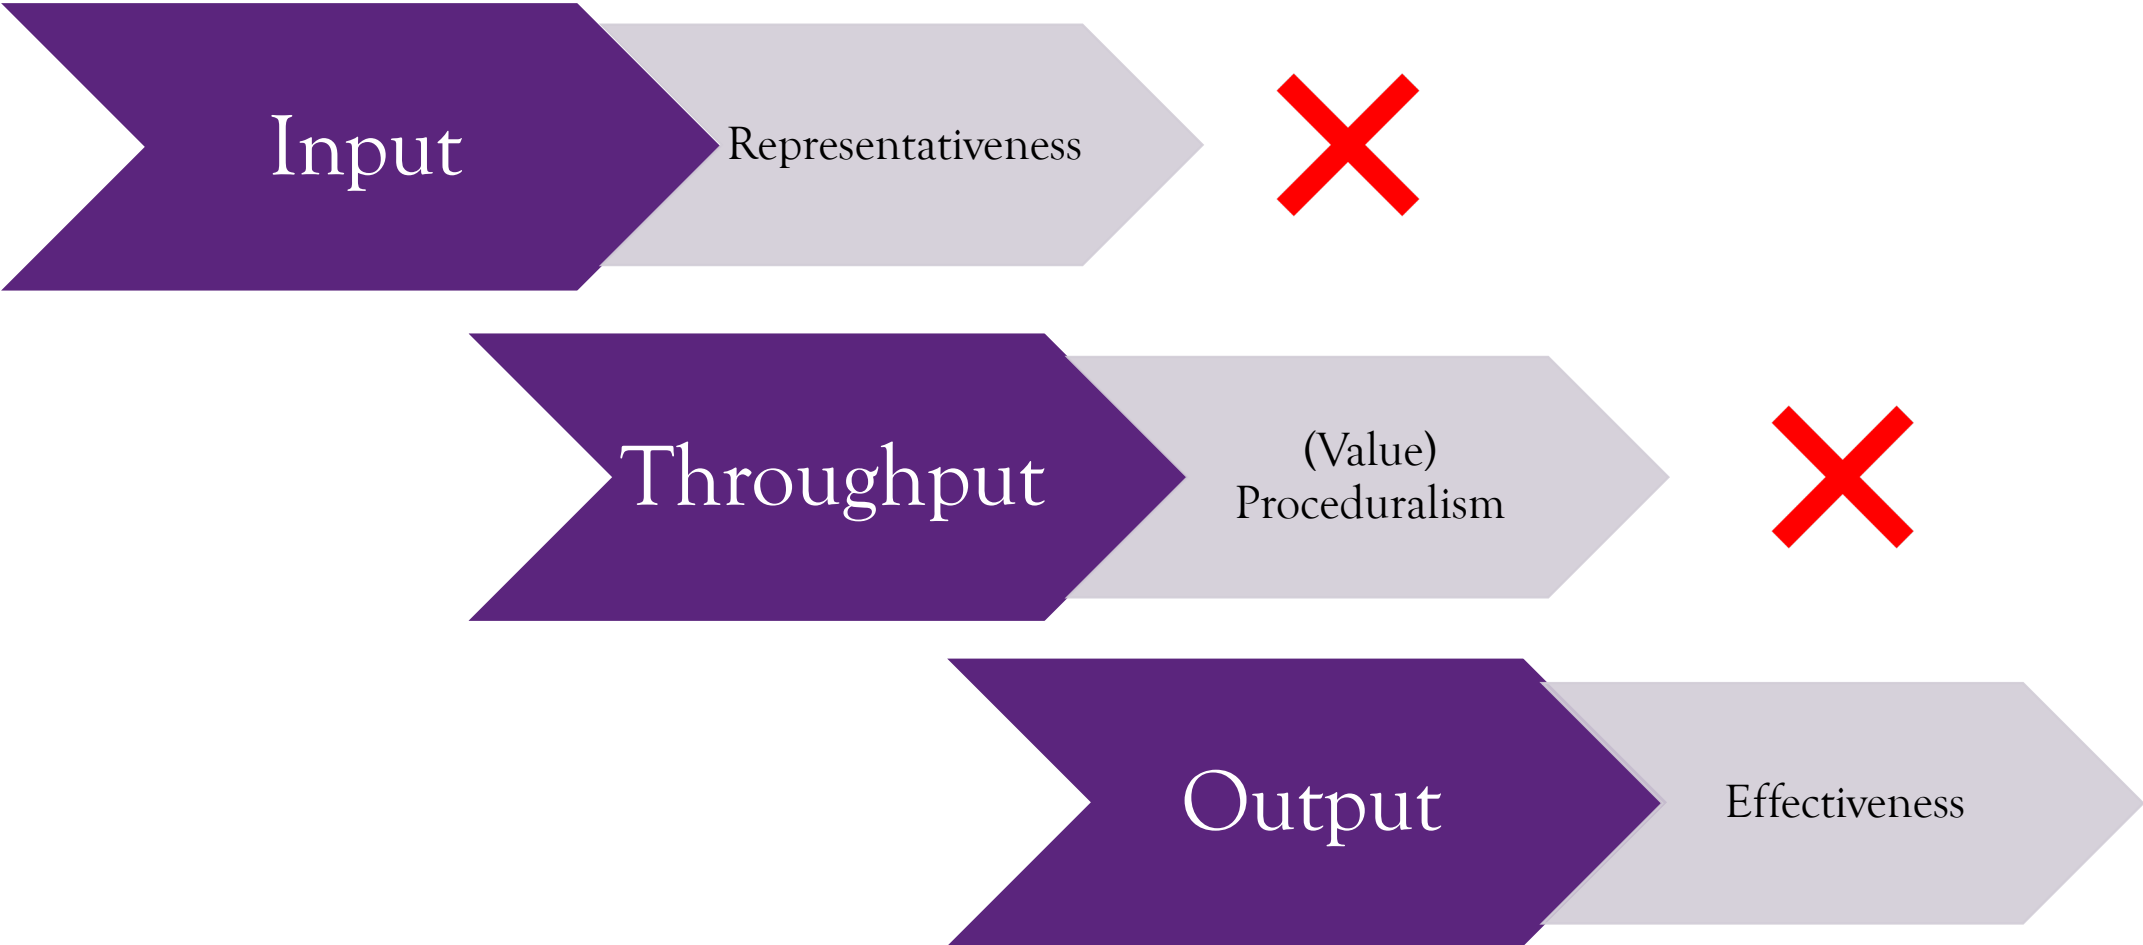 Input
Representativeness
Throughput
(Value)
Proceduralism
Output
Effectiveness